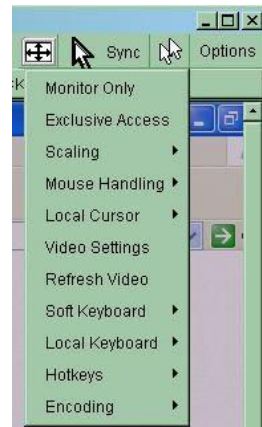 Sync Options
Monitor Only
Exclusive Access
Scaling
Mouse Handling
Local Cursor
Video Settings
Refresh Video
Soft Keyboard
Local Keyboard
Hotkeys
Encoding